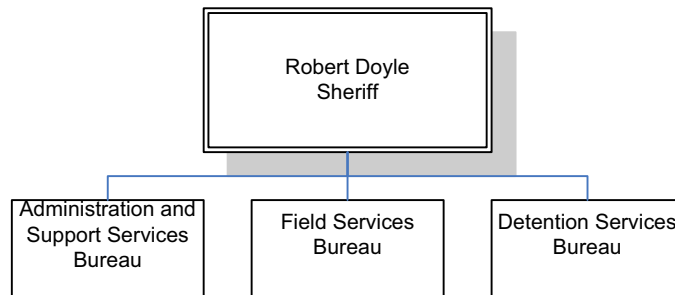 Robert Doyle
Sheriff
Administration and
Support Services
Bureau
Field Services
Bureau
Detention Services
Bureau